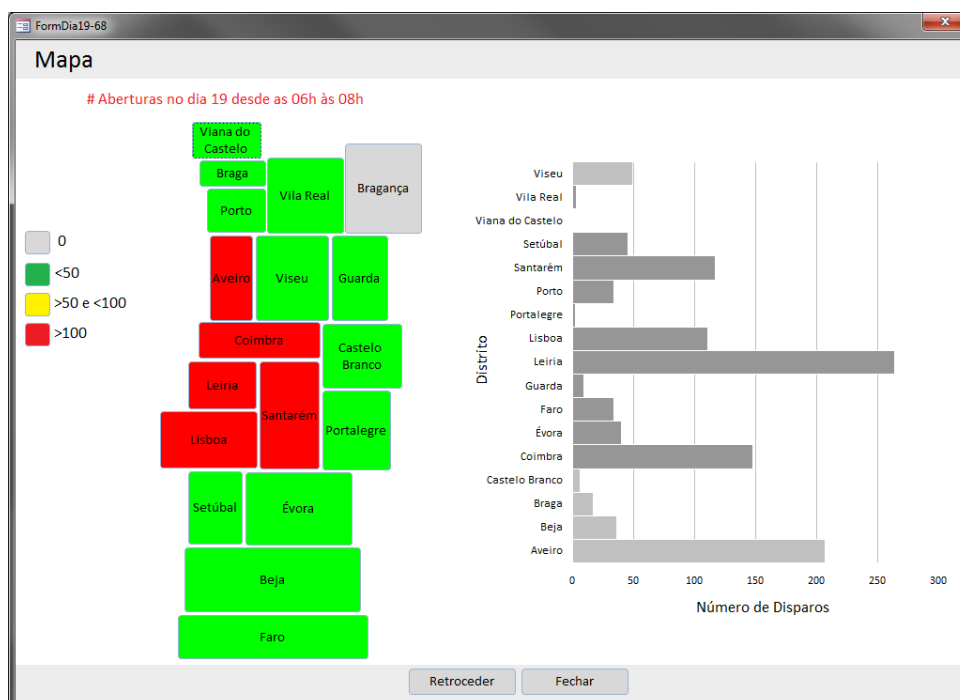 FormDia19-68
Mapa
# Aberturas no dia 19 desde as 06h às 08h
Viana do
Castelo
Braga
Vila Real
Bragança
Porto
0
<50
>50 e <100
>100
Aveiro
Viseu
Guarda
Coimbra
Castelo
Branco
Leiria
Santarém
Lisboa
Portalegre
Setúbal
Évora
Beja
Faro
Distrito
Viseu
Vila Real
Viana do Castelo
Setúbal
Santarém
Porto
Portalegre
Lisboa
Leiria
Guarda
Faro
Évora
Coimbra
Castelo Branco
Braga
Beja
Aveiro
0 50 100 150 200 250 300
Número de Disparos
Retroceder
Fechar